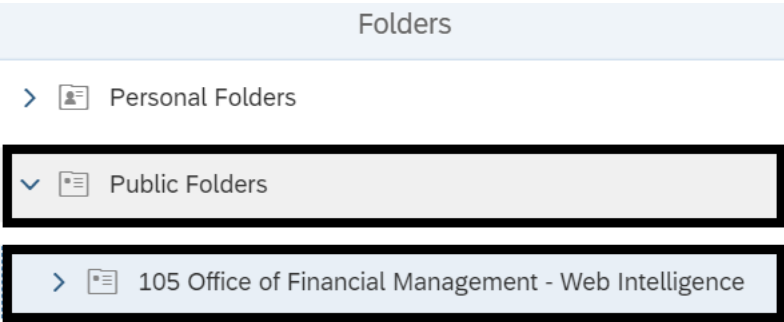 Folders
Personal Folders
Public Folders
105 Office of Financial Management - Web Intelligence